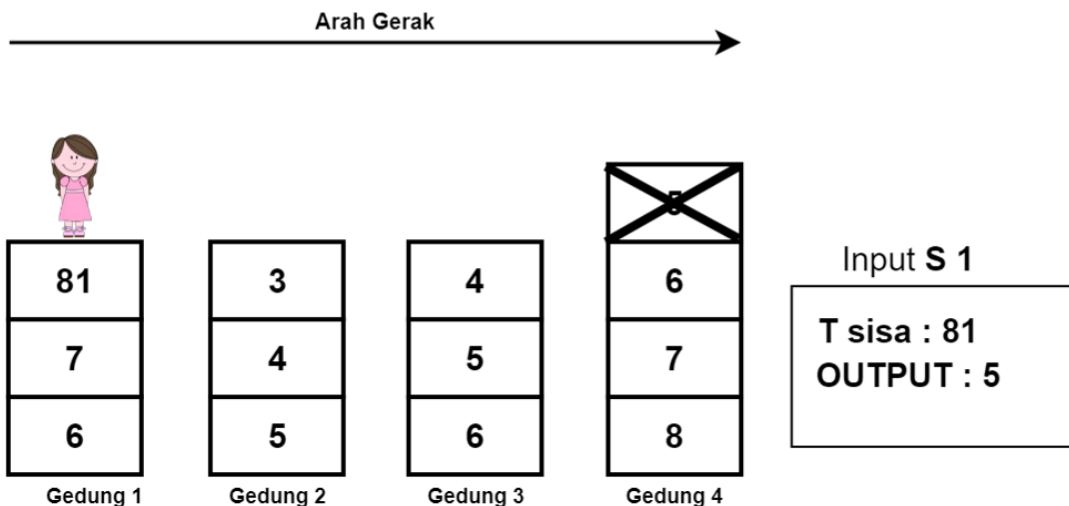 Arah Gerak
5
81 3 4 6
7 4 5 7
6 5 6 8
Gedung 1 Gedung 2 Gedung 3 Gedung 4
Input S 1
T sisa : 81
OUTPUT : 5